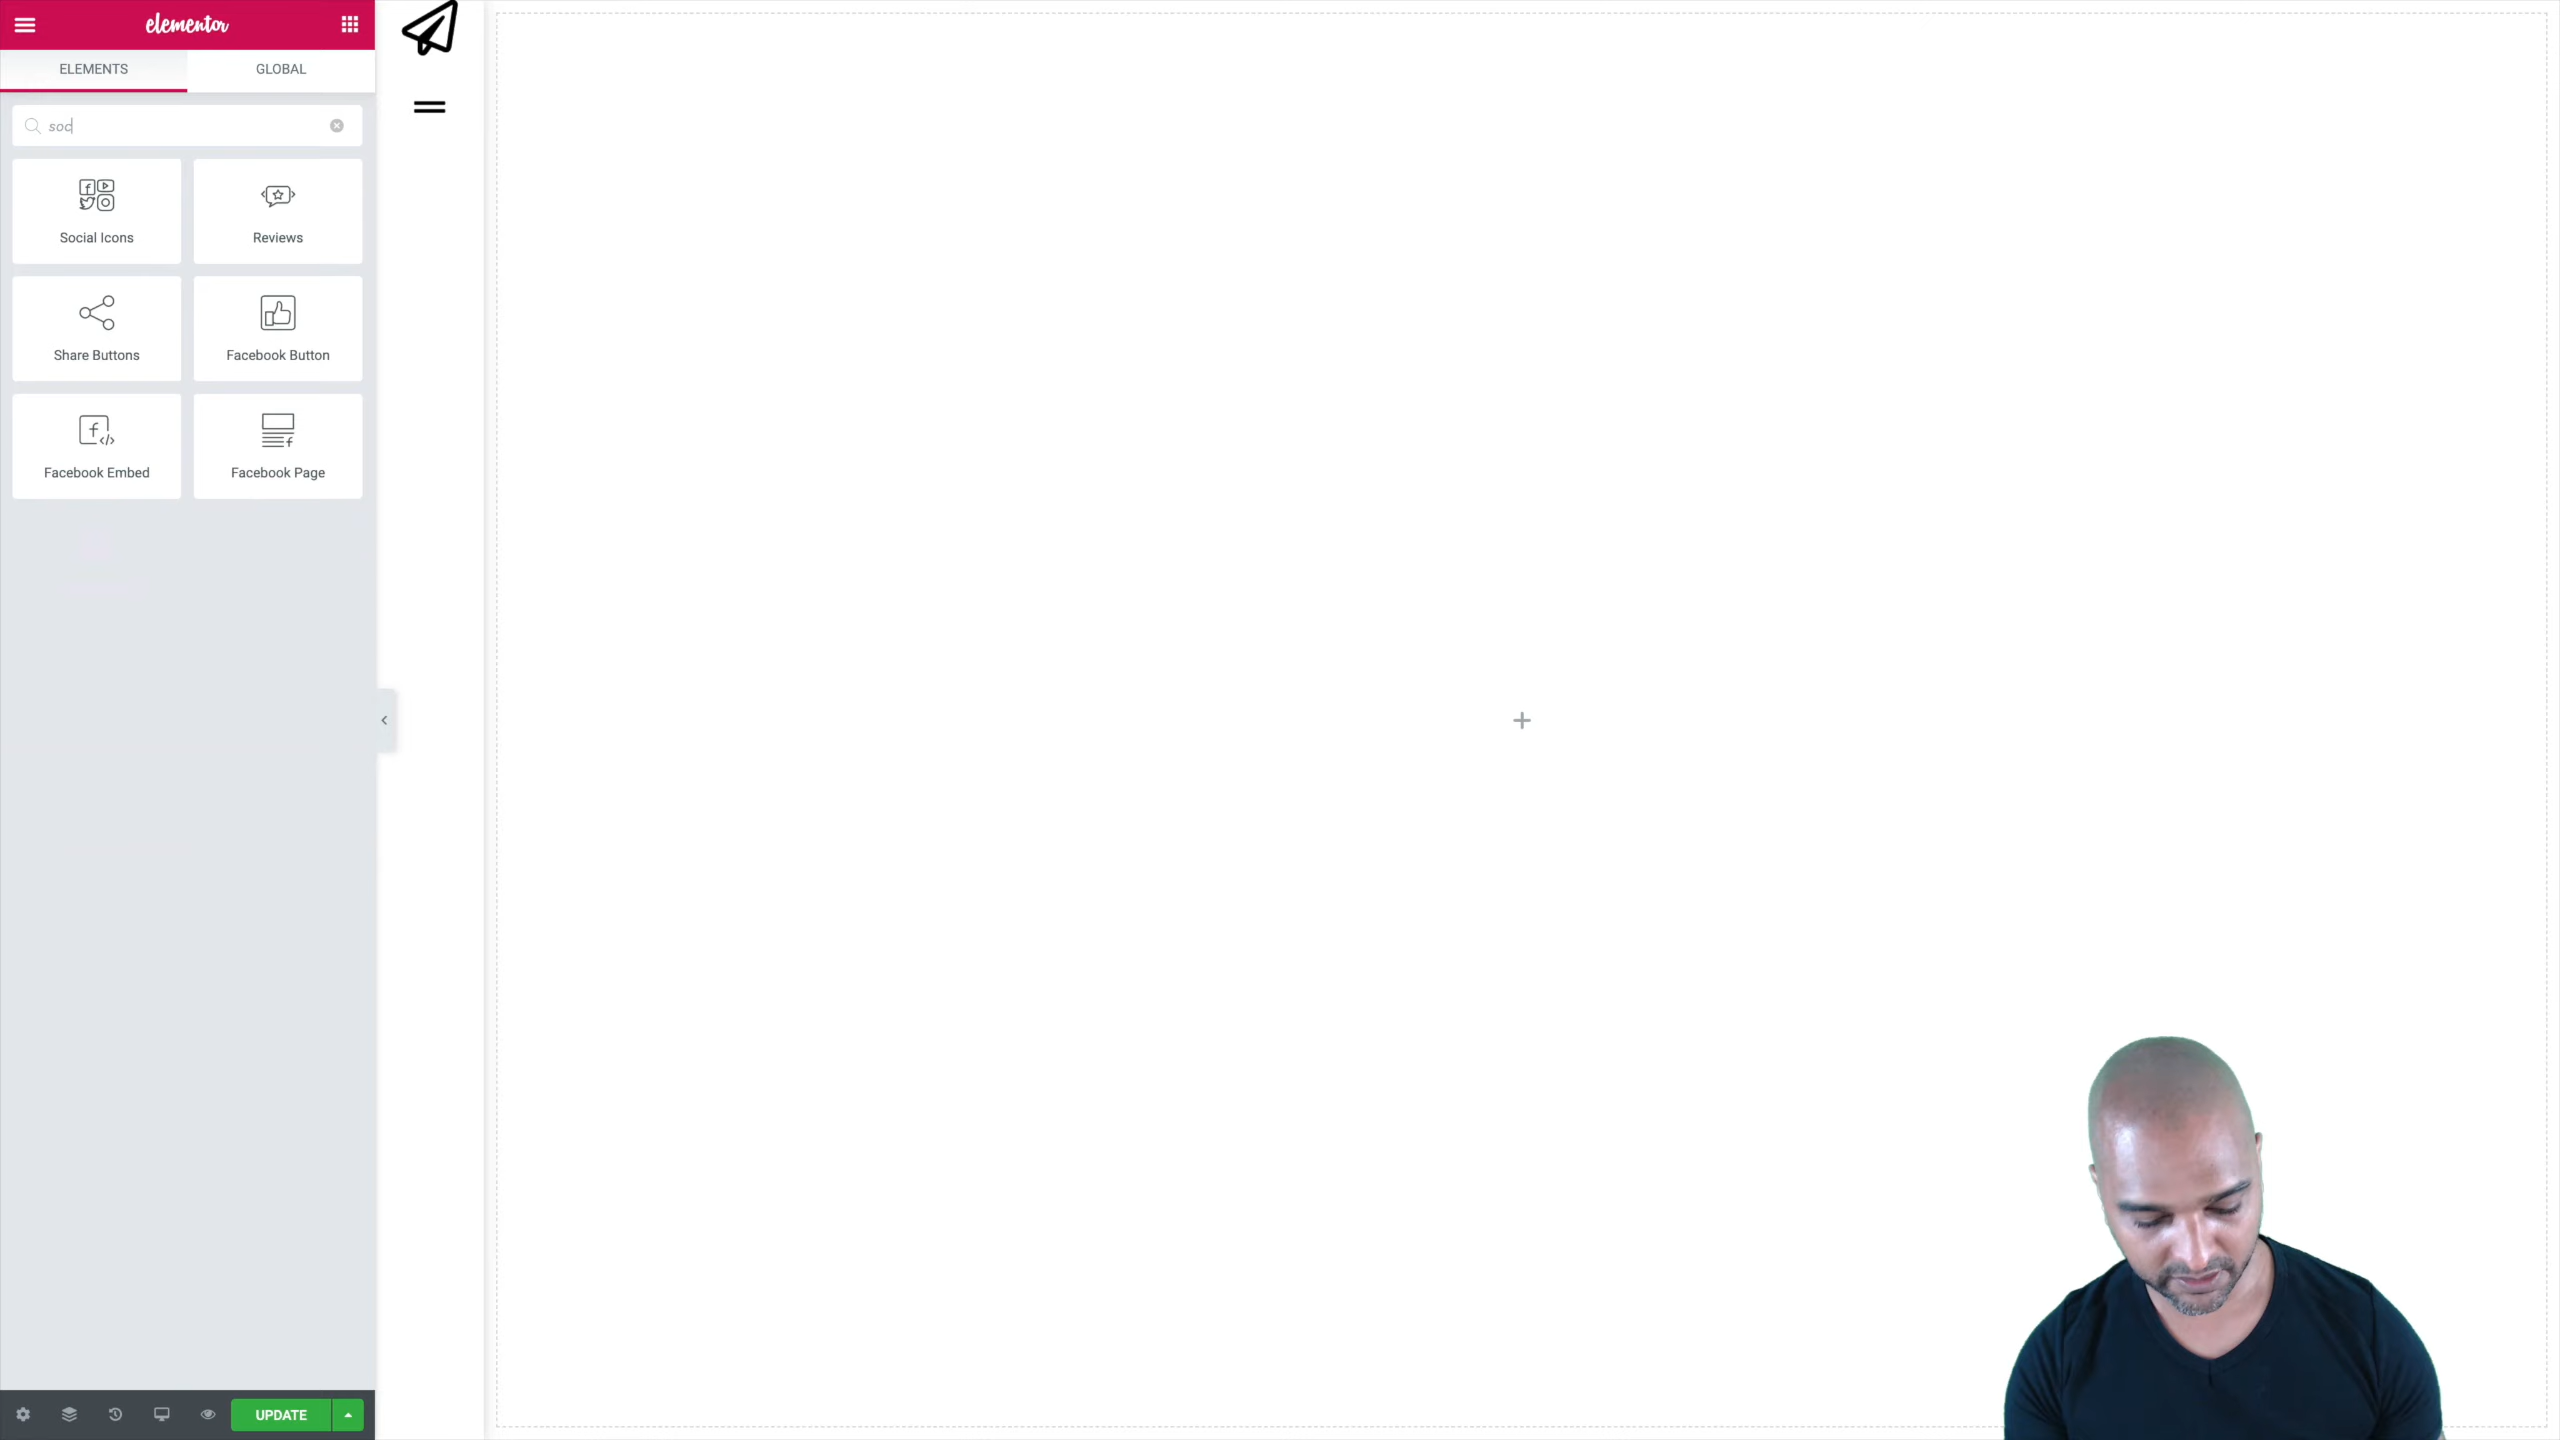 elementor
ELEMENTS GLOBAL
soc
Social Icons Reviews
Share Buttons Facebook Button
Facebook Embed Facebook Page
UPDATE